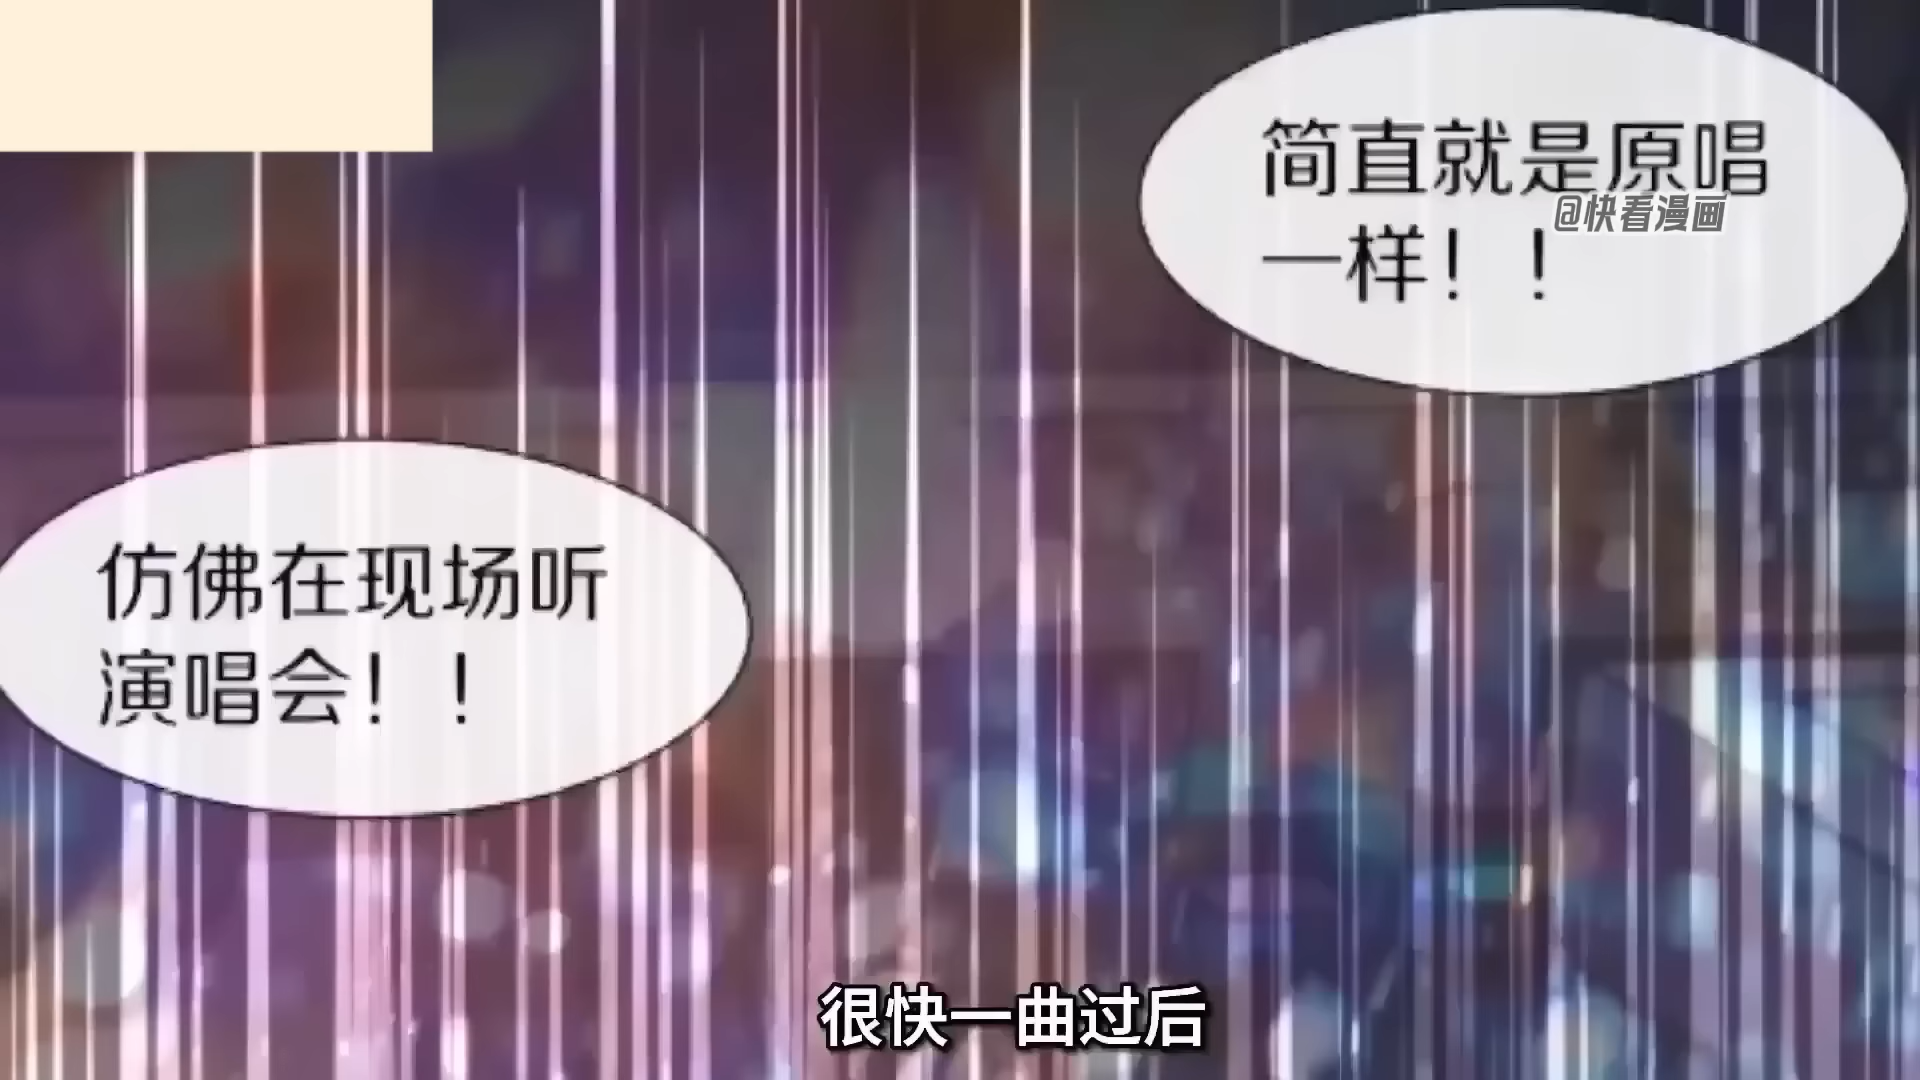 简直就是原唱
@快看漫画
一样！！
仿佛在现场听
演唱会！！
很快一曲过后